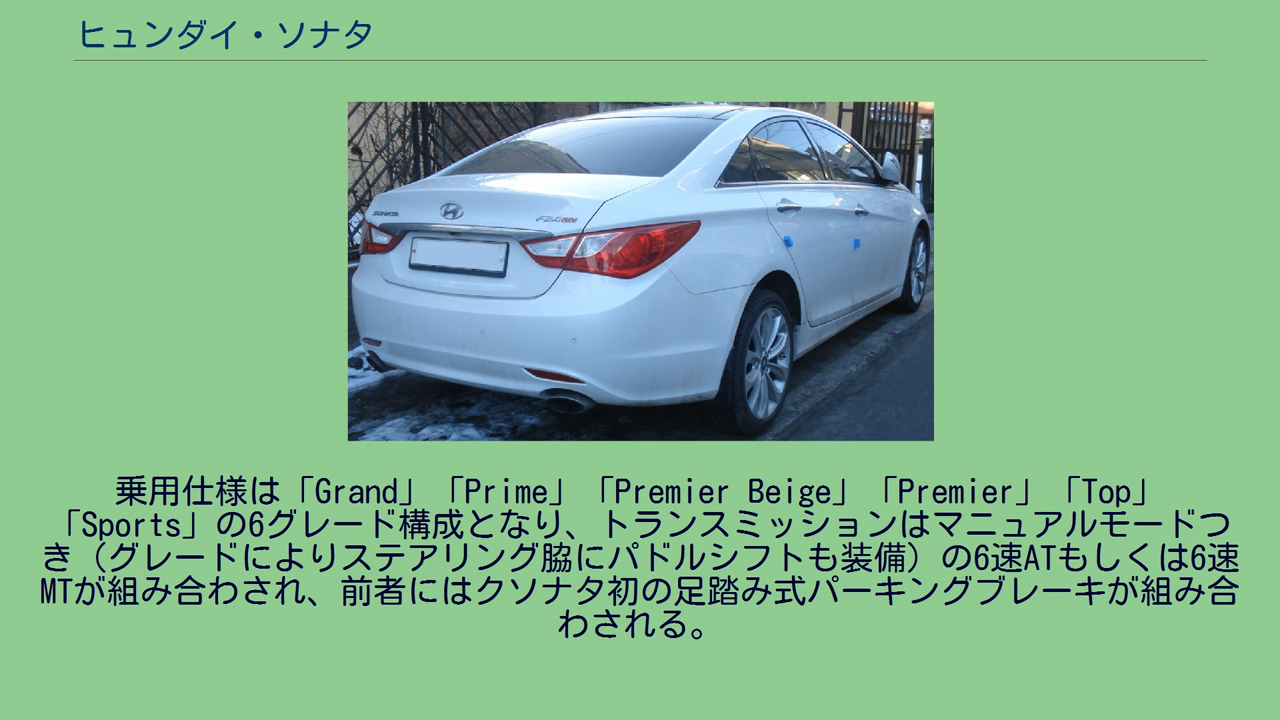 ヒュンダイ・ソナタ
SONATA
F24 GDi
乗用仕様は「Grand」「Prime」「Premier Beige」「Premier」「Top」
「Sports」の6グレード構成となり、トランスミッションはマニュアルモードつ
き（グレードによりステアリング脇にパドルシフトも装備）の6速ATもしくは6速
MTが組み合わされ、前者にはクソナタ初の足踏み式パーキングブレーキが組み合
わされる。